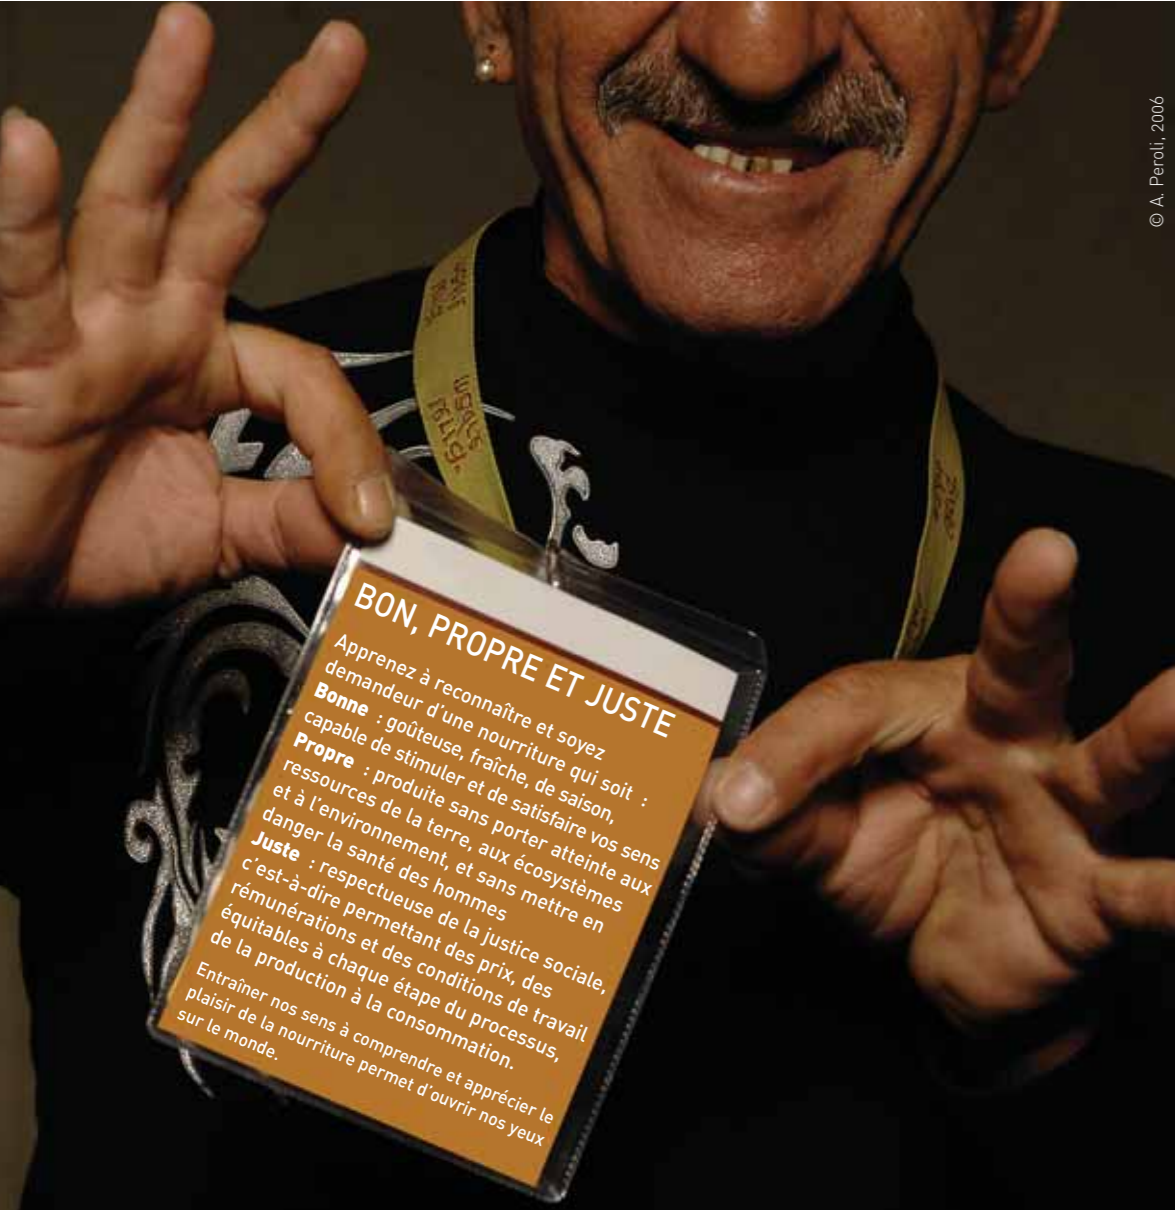 © A. Peroli, 2006
BON, PROPRE ET JUSTE
Apprenez à reconnaître et soyez
demandeur d'une nourriture qui soit :
Bonne : goûteuse, fraîche, de saison,
capable de stimuler et de satisfaire vos sens
Propre : produite sans porter atteinte aux
ressources de la terre, aux écosystèmes
et à l'environnement, et sans mettre en
danger la santé des hommes
Juste : respectueuse de la justice sociale,
c'est-à-dire permettant des prix, des
rémunérations et des conditions de travail
équitables à chaque étape du processus,
de la production à la consommation.
Entraîner nos sens à comprendre et apprécier le
plaisir de la nourriture permet d'ouvrir nos yeux
sur le monde.